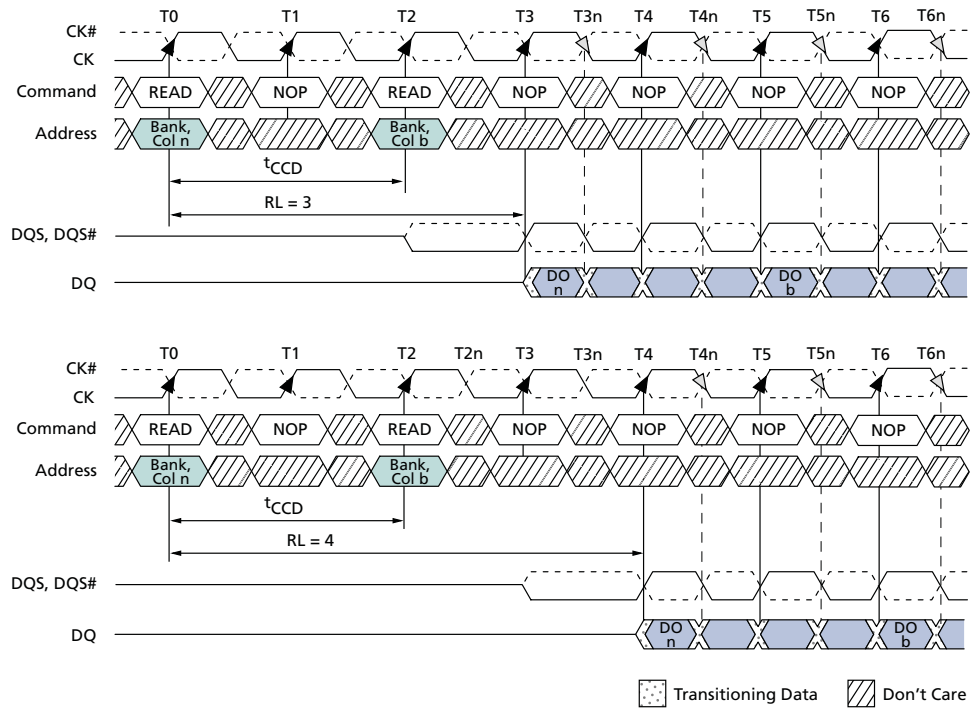 T0 T1 T2 T3 T3n T4 T4n T5 T5n T6 T6n
CK#
CK
Command READ NOP READ NOP NOP NOP NOP
Address Bank, Col n Bank, Col b
tCCD
RL = 3
DQS, DQS#
DQ DO n DO b
T0 T1 T2 T2n T3 T3n T4 T4n T5 T5n T6 T6n
CK#
CK
Command READ NOP READ NOP NOP NOP NOP
Address Bank, Col n Bank, Col b
tCCD
RL = 4
DQS, DQS#
DQ DO n DO b
Transitioning Data Don't Care